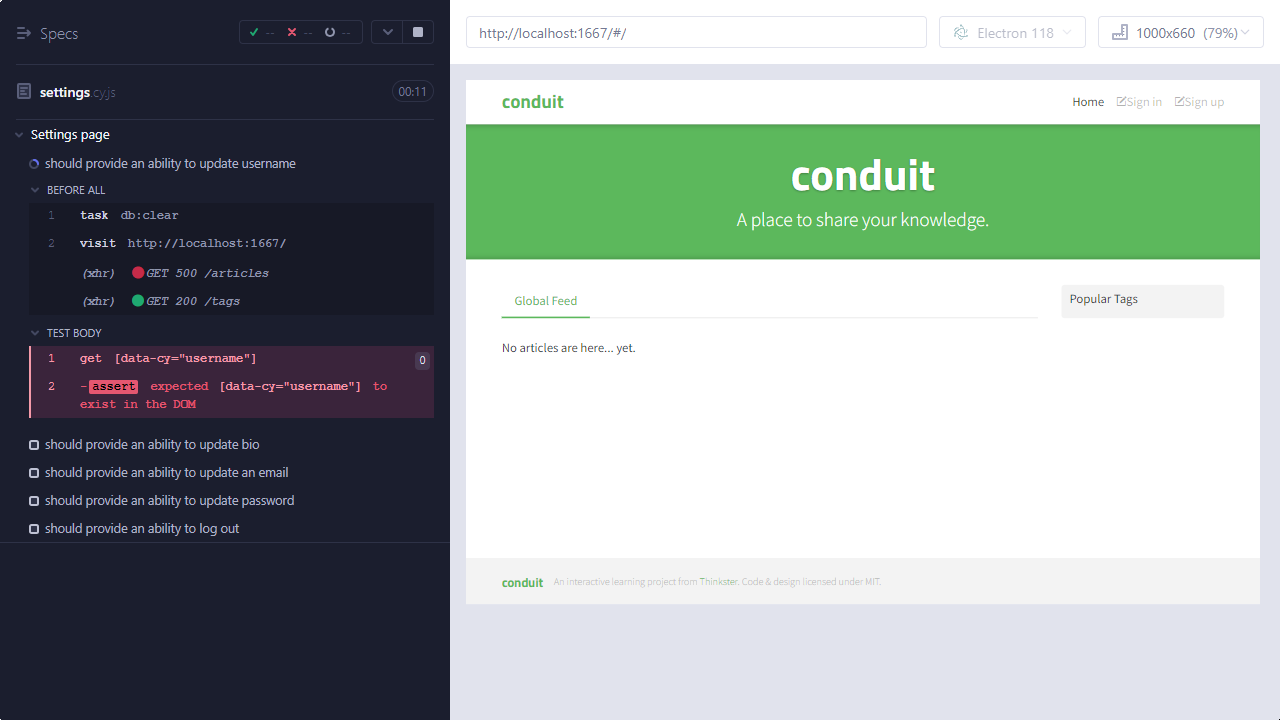 Specs
-- -- --
settings.cy.js
00:11
Settings page
should provide an ability to update username
BEFORE ALL
1 task db:clear
2 visit http://localhost:1667/
(xhr) GET 500 /articles
(xhr) GET 200 /tags
TEST BODY
1 get [data-cy="username"] 0
2 -assert expected [data-cy="username"] to
exist in the DOM
should provide an ability to update bio
should provide an ability to update an email
should provide an ability to update password
should provide an ability to log out
http://localhost:1667/#/
Electron 118
1000x660 (79%)
conduit
Home Sign in Sign up
conduit
A place to share your knowledge.
Global Feed
Popular Tags
No articles are here... yet.
conduit An interactive learning project from Thinkster. Code & design licensed under MIT.